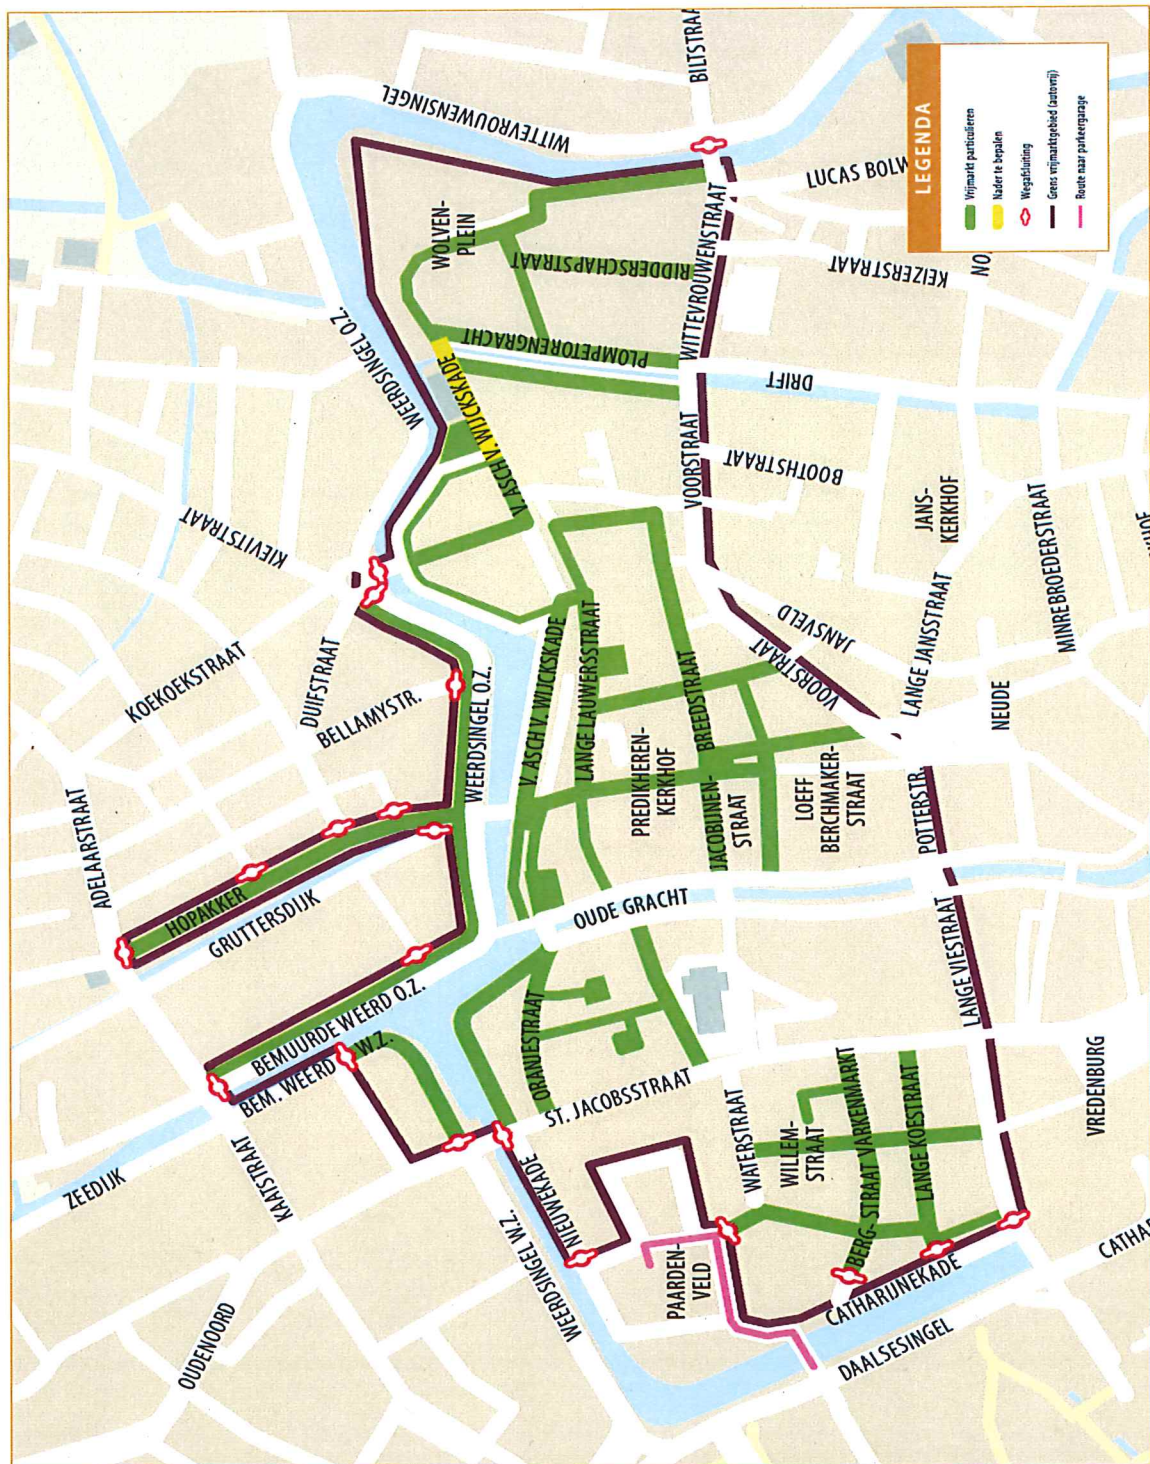 LEGENDA
Vrijmarkt particulieren
Nader te bepalen
Wegafsluiting
Grens vrijmarktgebied (autovrij)
Route naar parkeergarage
ZEEDIJK
OUDENOORD
KAATSTRAAT
ADELAARSTRAAT
HOPAKKER
GRUTTERSDIJK
BEMUURDE WEERD O.Z.
BEM. WEERD W.Z.
KOEKOEKSTRAAT
DUIFSTRAAT
BELLAMYSTR.
KIEVITSTRAAT
WEERDSINGEL O.Z.
WEERDSINGEL O.Z.
WITTEVROUWENSINGEL
BILTSTRAA
WOLVEN-
PLEIN
RIDDERSCHAPSTRAAT
PLOMPETORENGRACHT
V. ASCH V. WIJCKSKADE
V. ASCH V. WIJCKSKADE
LANGE LAUWERSSTRAAT
PREDIKHEREN-
KERKHOF
BREEDSTRAAT
JACOBIJNEN-
STRAAT
LOEFF
BERCHMAKER-
STRAAT
VOORSTRAAT
VOORSTRAAT
WITTEVROUWENSTRAAT
LUCAS BOLW
KEIZERSTRAAT
NO
DRIFT
BOOTHSTRAAT
JANS-
KERKHOF
JANSVELD
LANGE JANSSTRAAT
MINREBROEDERSTRAAT
NEUDE
POTTERSTR.
OUDE GRACHT
LANGE VIESTRAAT
VREDENBURG
ORANJESTRAAT
ST. JACOBSSTRAAT
WATERSTRAAT
WILLEM-
STRAAT
BERG- STRAAT VARKENMARKT
LANGE KOESTRAAT
NIEUWEKADE
WEERDSINGEL W.Z.
PAARDEN-
VELD
CATHARIJNEKADE
DAALSESINGEL
CATHAR